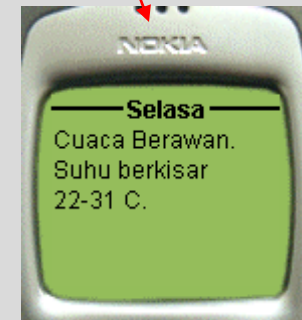 NOKIA
Selasa
Cuaca Berawan.
Suhu berkisar
22-31 C.